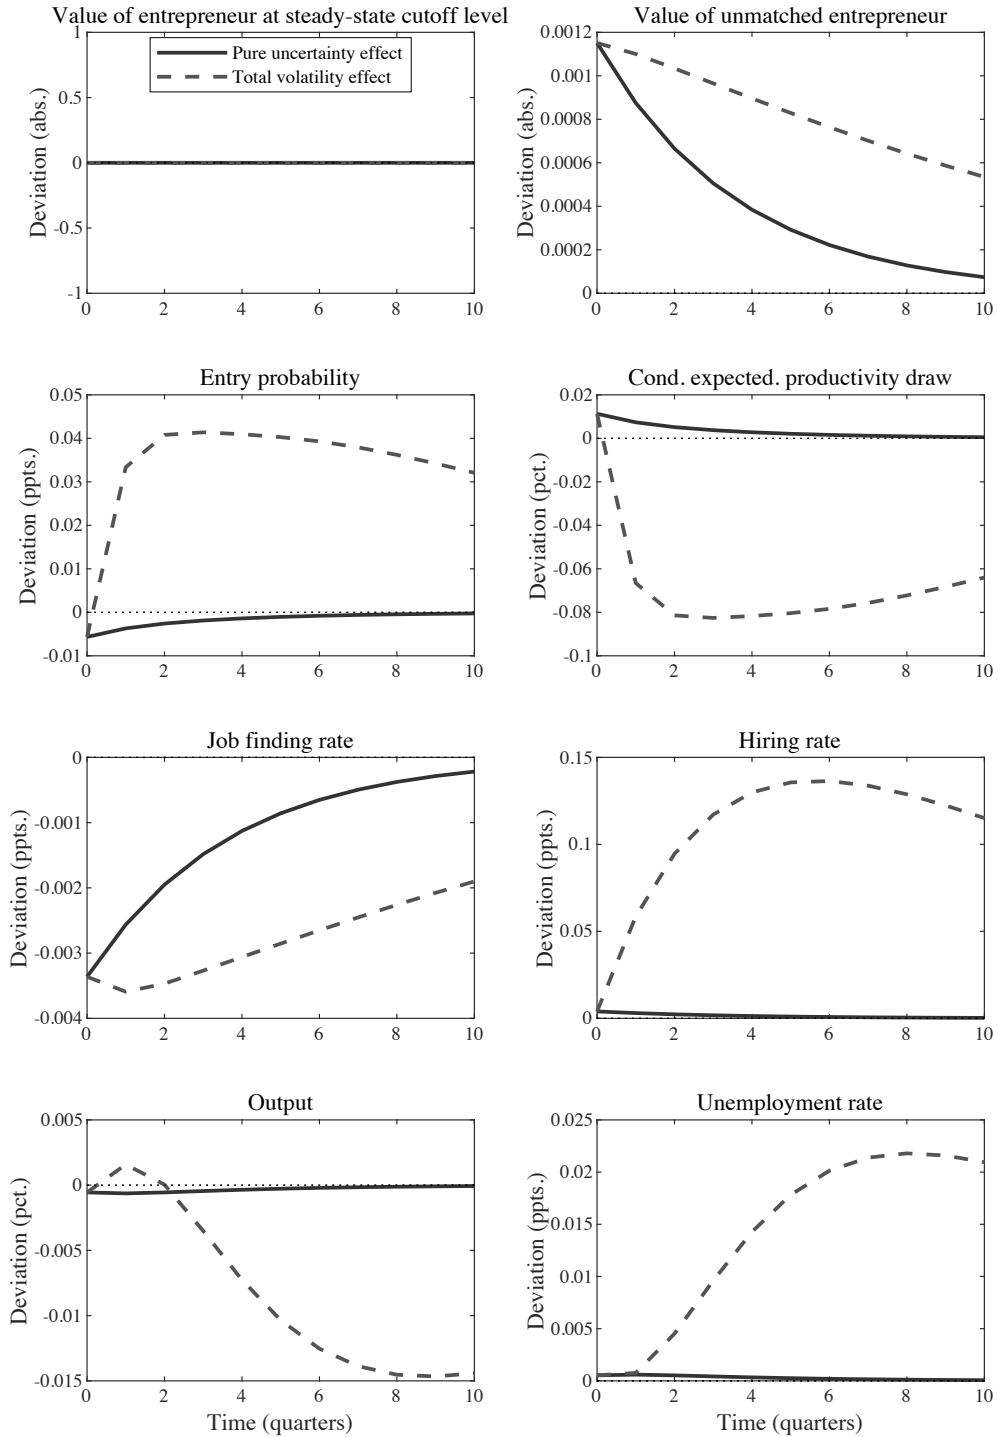 Value of entrepreneur at steady-state cutoff level
Deviation (abs.)
1
0.5
0
-0.5
-1
Pure uncertainty effect
Total volatility effect
0 2 4 6 8 10
Value of unmatched entrepreneur
Deviation (abs.)
0.0012
0.001
0.0008
0.0006
0.0004
0.0002
0
0 2 4 6 8 10
Entry probability
Deviation (ppts.)
0.05
0.04
0.03
0.02
0.01
0
-0.01
0 2 4 6 8 10
Cond. expected. productivity draw
Deviation (pct.)
0.02
0
-0.02
-0.04
-0.06
-0.08
-0.1
0 2 4 6 8 10
Job finding rate
Deviation (ppts.)
0
-0.001
-0.002
-0.003
-0.004
0 2 4 6 8 10
Hiring rate
Deviation (ppts.)
0.15
0.1
0.05
0
0 2 4 6 8 10
Output
Deviation (pct.)
0.005
0
-0.005
-0.01
-0.015
0 2 4 6 8 10
Time (quarters)
Unemployment rate
Deviation (ppts.)
0.025
0.02
0.015
0.01
0.005
0
0 2 4 6 8 10
Time (quarters)